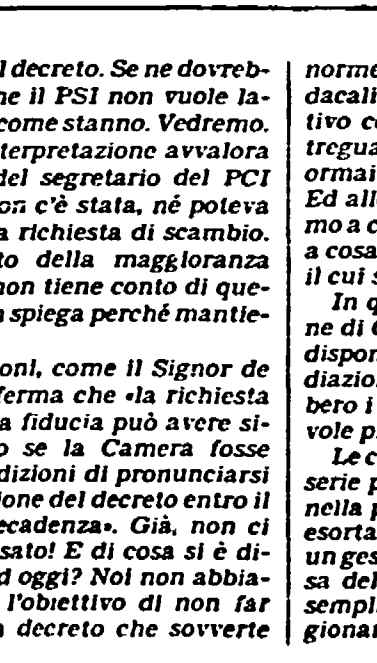 l decreto. Se ne dovreb-
he il PSI non vuole la-
come stanno. Vedremo.
terpretazione avvalora
del segretario del PCI
on c'è stata, né poteva
a richiesta di scambio.
to della maggioranza
non tiene conto di que-
n spiega perché mantie-
oni, come il Signor de
ferma che «la richiesta
a fiducia può avere si-
o se la Camera fosse
dizioni di pronunciarsi
ione del decreto entro il
ecadenza». Già, non ci
sato! E di cosa si è di-
d oggi? Noi non abbia-
l'obiettivo di non far
n decreto che sovverte
norme
dacali
tivo co
tregua
ormai
Ed all
mo a c
a cosa
il cui s
In q
ne di C
dispon
diazio
bero i
vole p
Le c
serie p
nella p
esorta
un ges
sa del
sempl
gionar